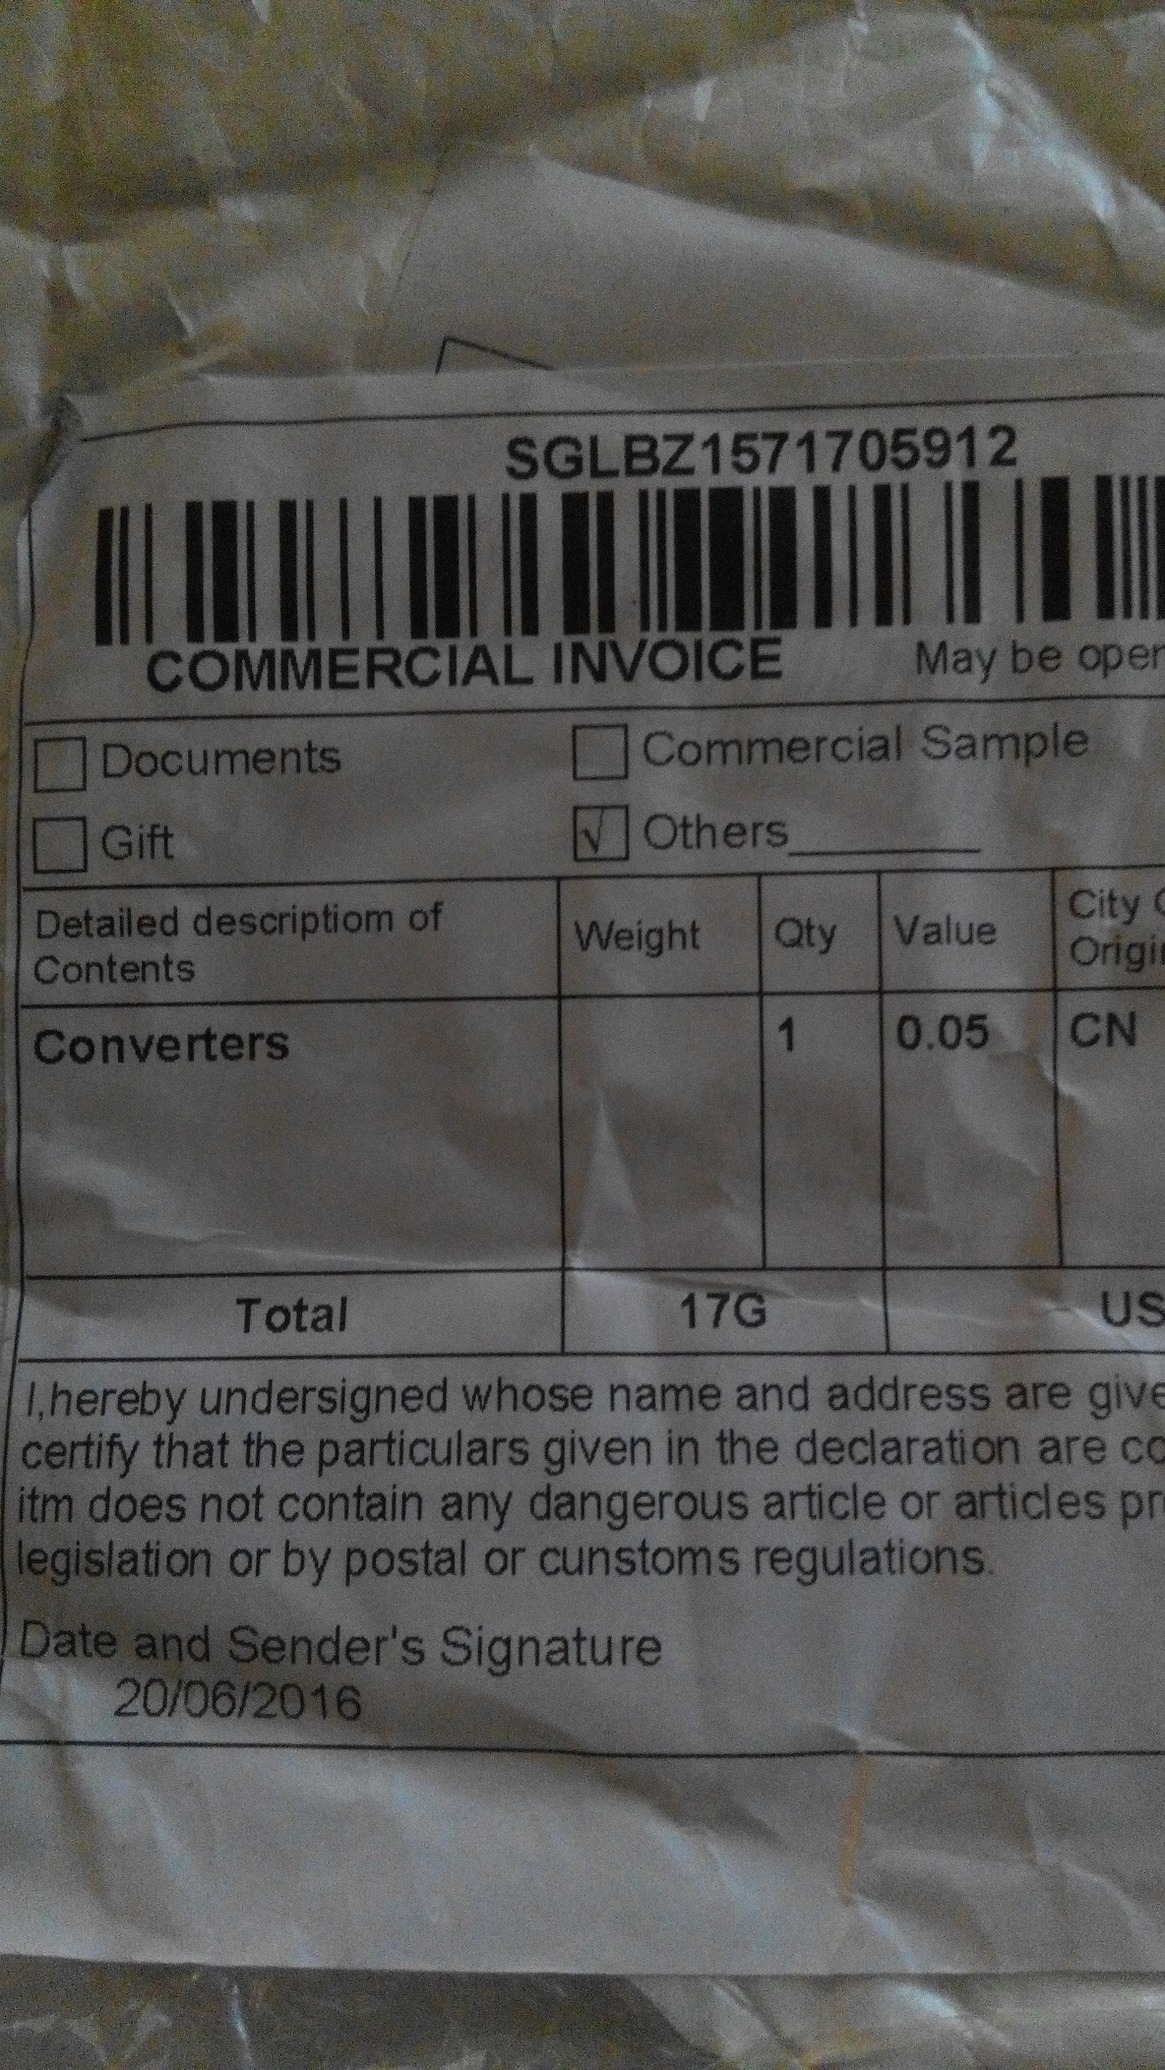 SGLBZ1571705912
COMMERCIAL INVOICE May be open
Documents
Commercial Sample
Gift
√ Others
Detailed descriptiom of
Contents
Weight
Qty
Value
City
Origin
Converters 1 0.05 CN
Total 17G US
I,hereby undersigned whose name and address are give
certify that the particulars given in the declaration are co
itm does not contain any dangerous article or articles pr
legislation or by postal or cunstoms regulations.
Date and Sender's Signature
20/06/2016